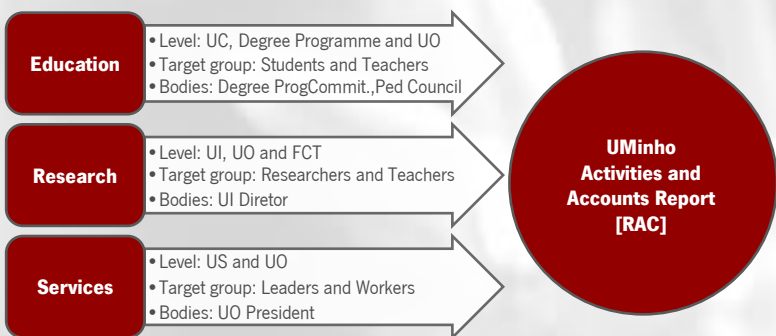 Education
• Level: UC, Degree Programme and UO
• Target group: Students and Teachers
• Bodies: Degree ProgCommit.,Ped Council
Research
• Level: UI, UO and FCT
• Target group: Researchers and Teachers
• Bodies: UI Diretor
Services
• Level: US and UO
• Target group: Leaders and Workers
• Bodies: UO President
UMinho
Activities and
Accounts Report
[RAC]